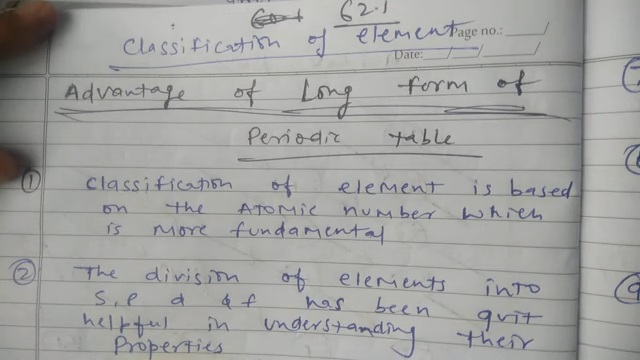 62.1
Classification of element
Page no.:
Date:
Advantage of Long form of
Periodic table
① classification of element is based
on the Atomic number which
is more fundamental
② The division of elements into
S, P d & f has been quit
helpful in understanding their
Properties